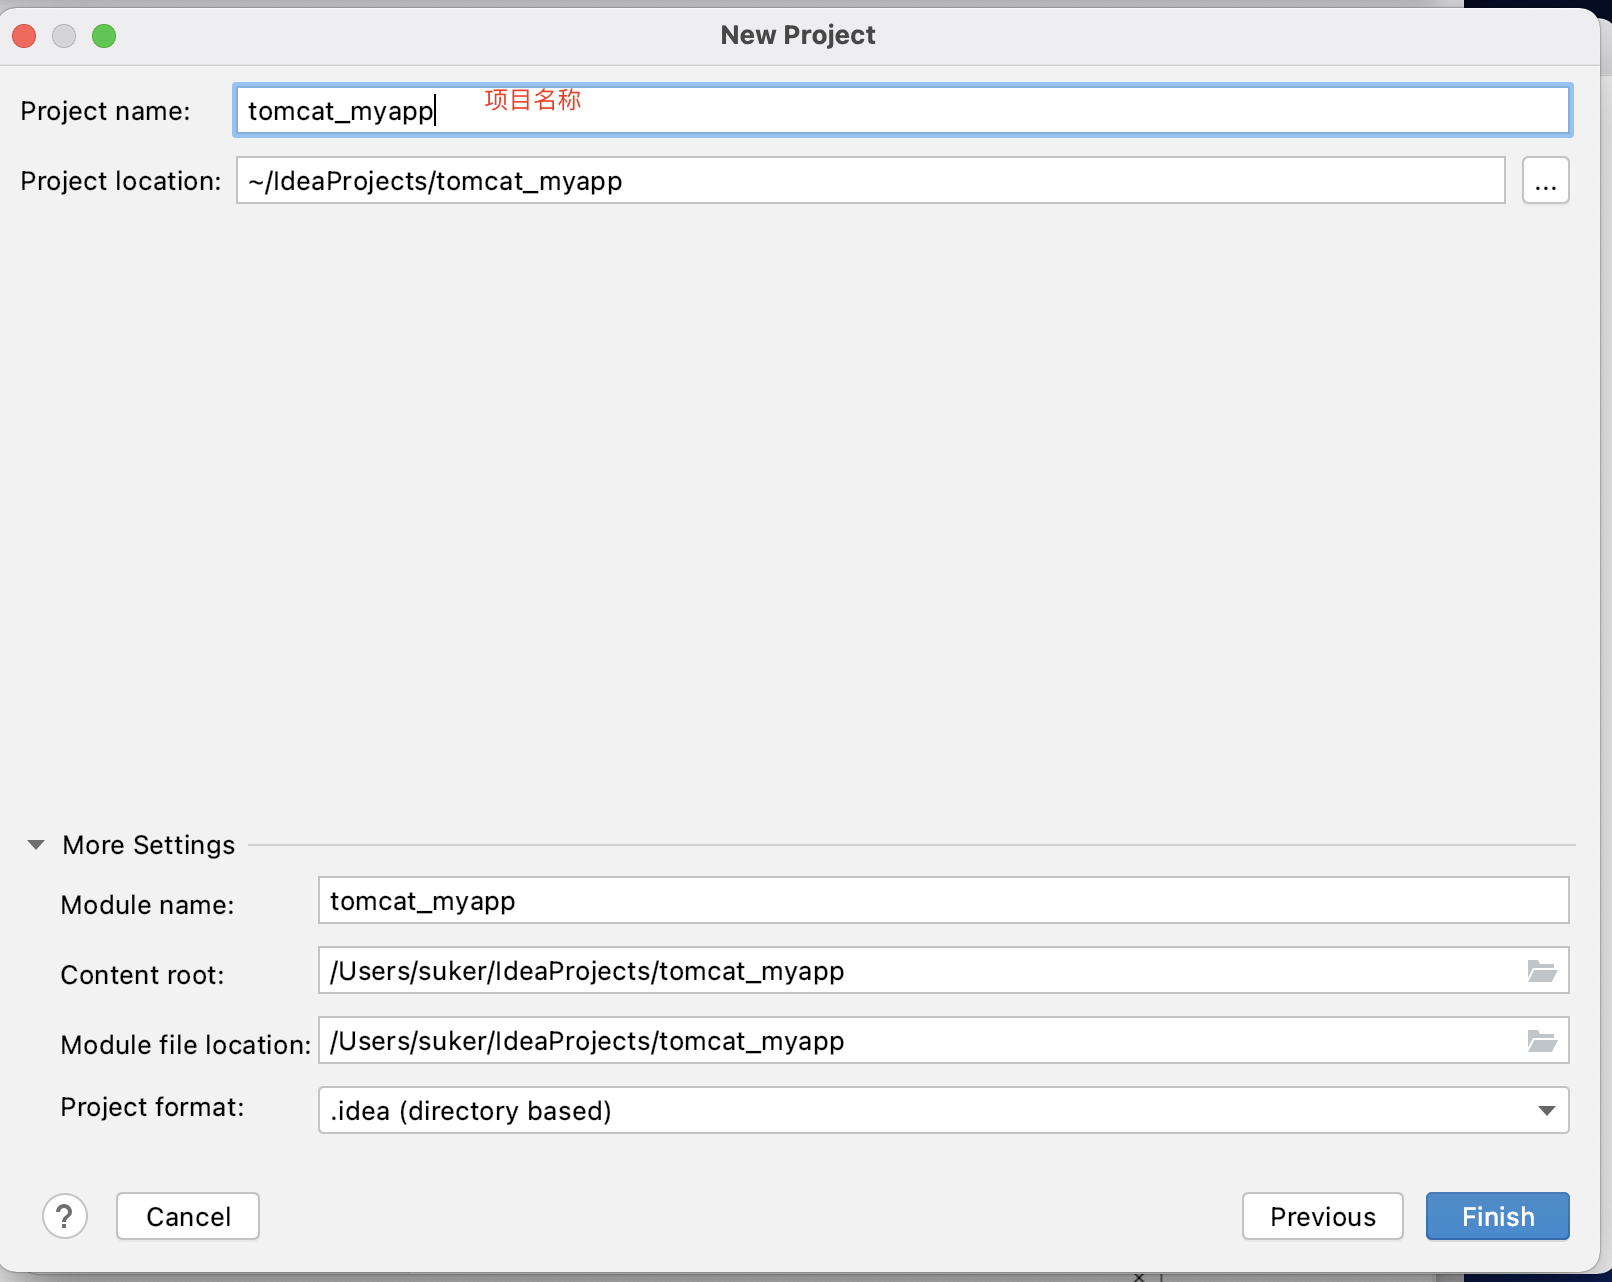 New Project
Project name: tomcat_myapp 项目名称
Project location: ~/IdeaProjects/tomcat_myapp ...
More Settings
Module name: tomcat_myapp
Content root: /Users/suker/IdeaProjects/tomcat_myapp
Module file location: /Users/suker/IdeaProjects/tomcat_myapp
Project format: .idea (directory based)
? Cancel Previous Finish